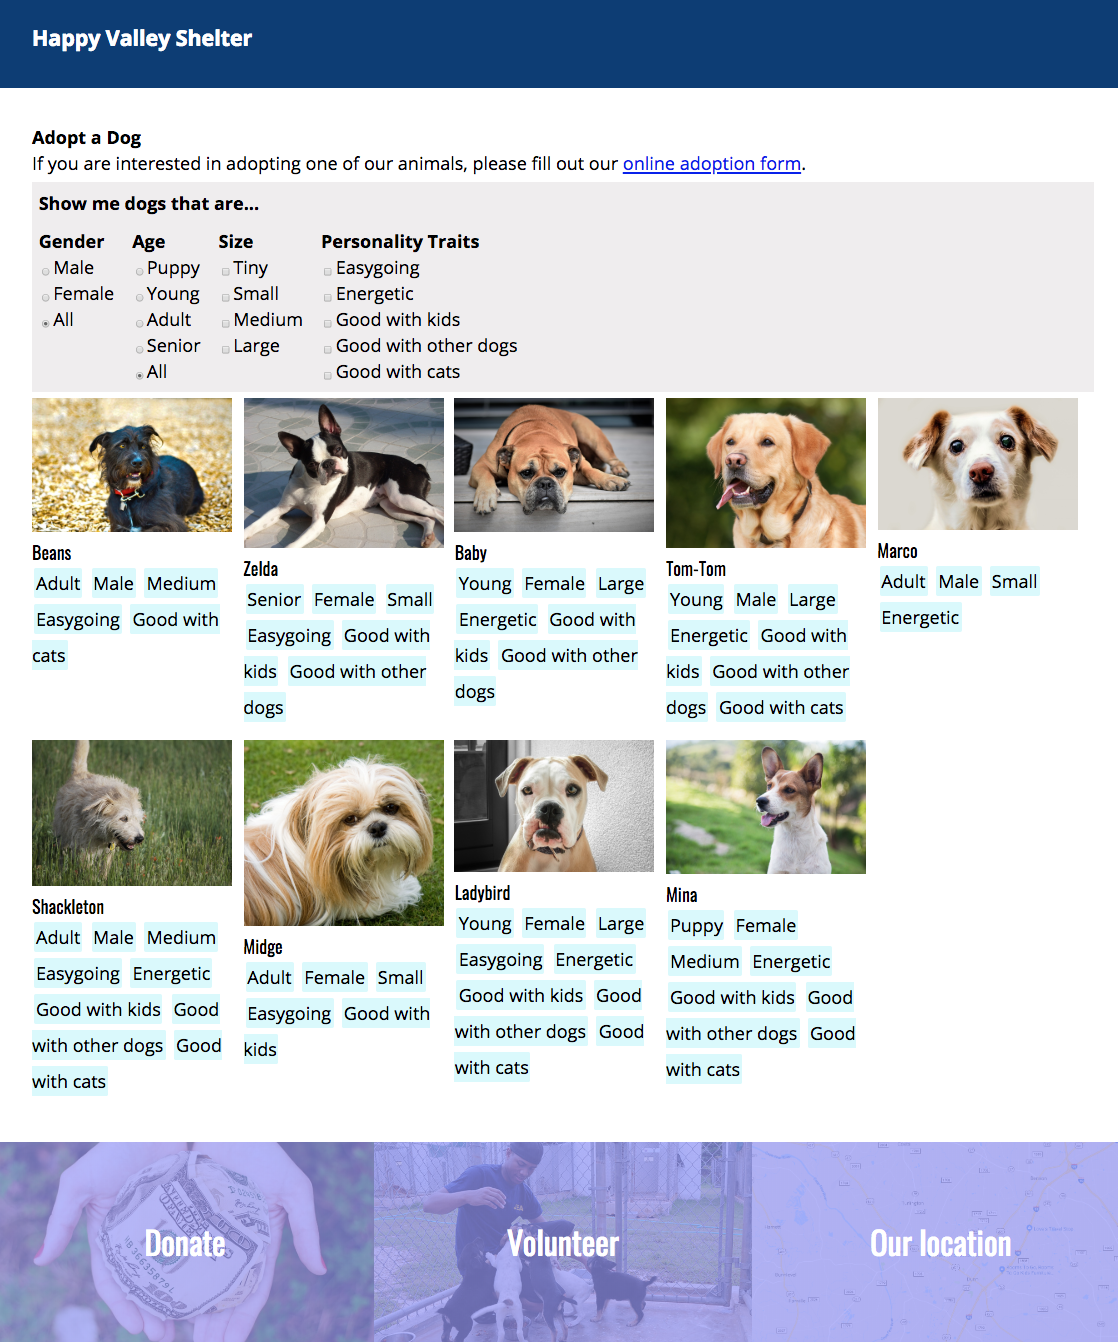 Happy Valley Shelter
Adopt a Dog
If you are interested in adopting one of our animals, please fill out our online adoption form.
Show me dogs that are...
Gender
Male
Female
All
Age
Puppy
Young
Adult
Senior
All
Size
Tiny
Small
Medium
Large
Personality Traits
Easygoing
Energetic
Good with kids
Good with other dogs
Good with cats
Beans
Adult Male Medium
Easygoing Good with
cats
Zelda
Senior Female Small
Easygoing Good with
kids Good with other
dogs
Baby
Young Female Large
Energetic Good with
kids Good with other
dogs
Tom-Tom
Young Male Large
Energetic Good with
kids Good with other
dogs Good with cats
Marco
Adult Male Small
Energetic
Shackleton
Adult Male Medium
Easygoing Energetic
Good with kids Good
with other dogs Good
with cats
Midge
Adult Female Small
Easygoing Good with
kids
Ladybird
Young Female Large
Easygoing Energetic
Good with kids Good
with other dogs Good
with cats
Mina
Puppy Female
Medium Energetic
Good with kids Good
with other dogs Good
with cats
Donate
Volunteer
Our location